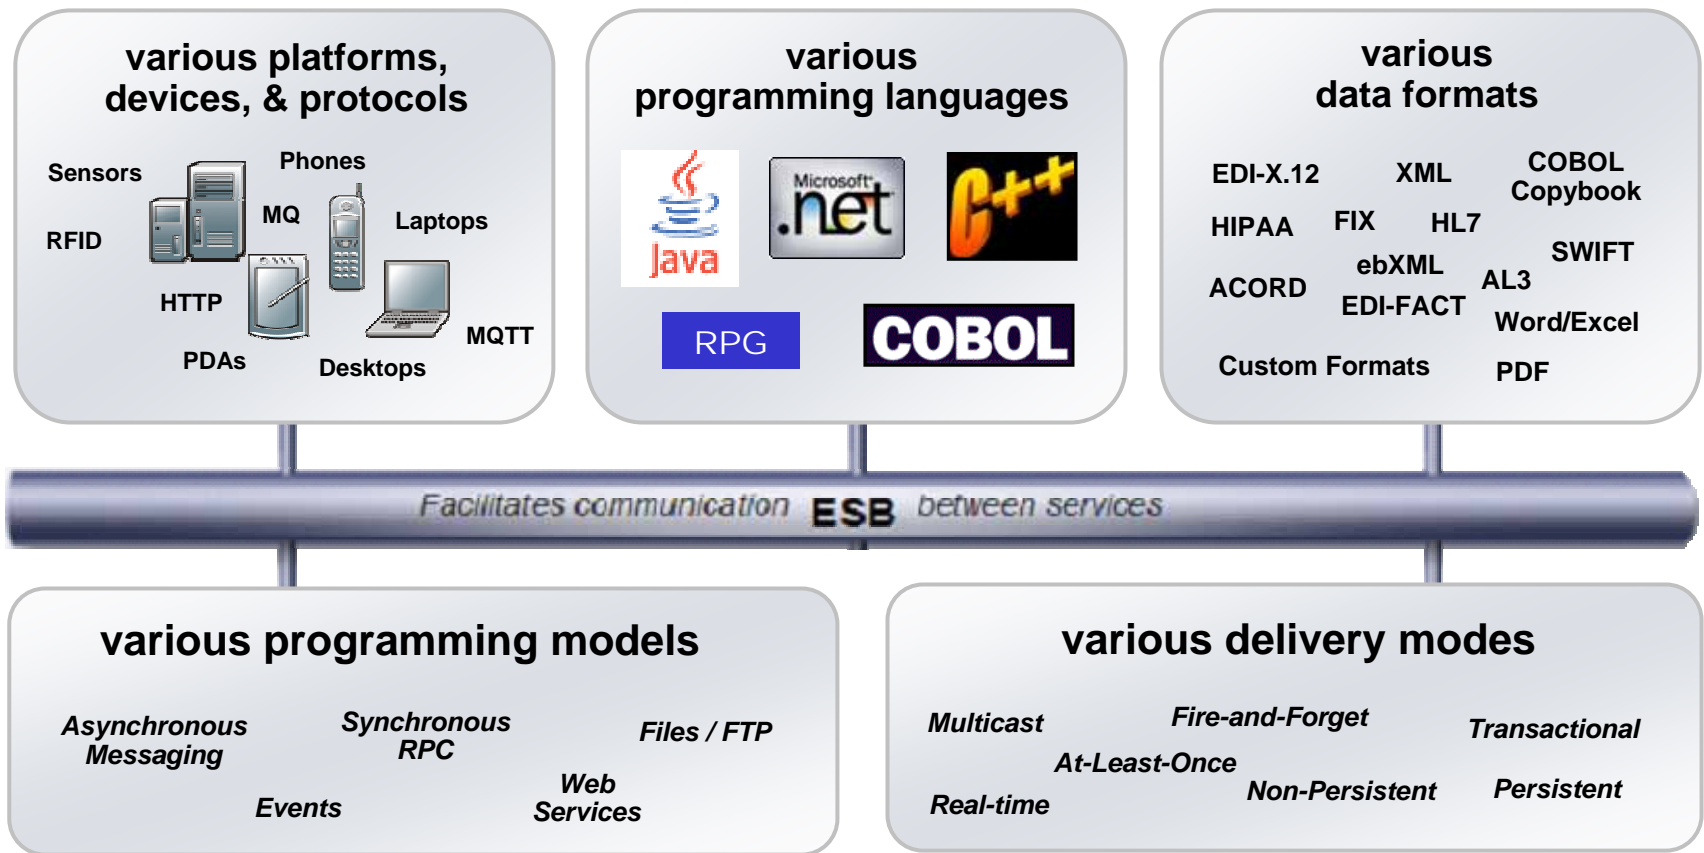 various platforms,
devices, & protocols
Sensors
Phones
MQ
RFID
Laptops
HTTP
MQTT
PDAs
Desktops
various
programming languages
Java
Microsoft
.net
C++
RPG
COBOL
various
data formats
EDI-X.12
XML
COBOL
Copybook
HIPAA
FIX
HL7
SWIFT
ebXML
AL3
ACORD
EDI-FACT
Word/Excel
Custom Formats
PDF
Facilitates communication ESB between services
various programming models
Asynchronous
Messaging
Synchronous
RPC
Files / FTP
Events
Web
Services
various delivery modes
Multicast
Fire-and-Forget
Transactional
At-Least-Once
Real-time
Non-Persistent
Persistent